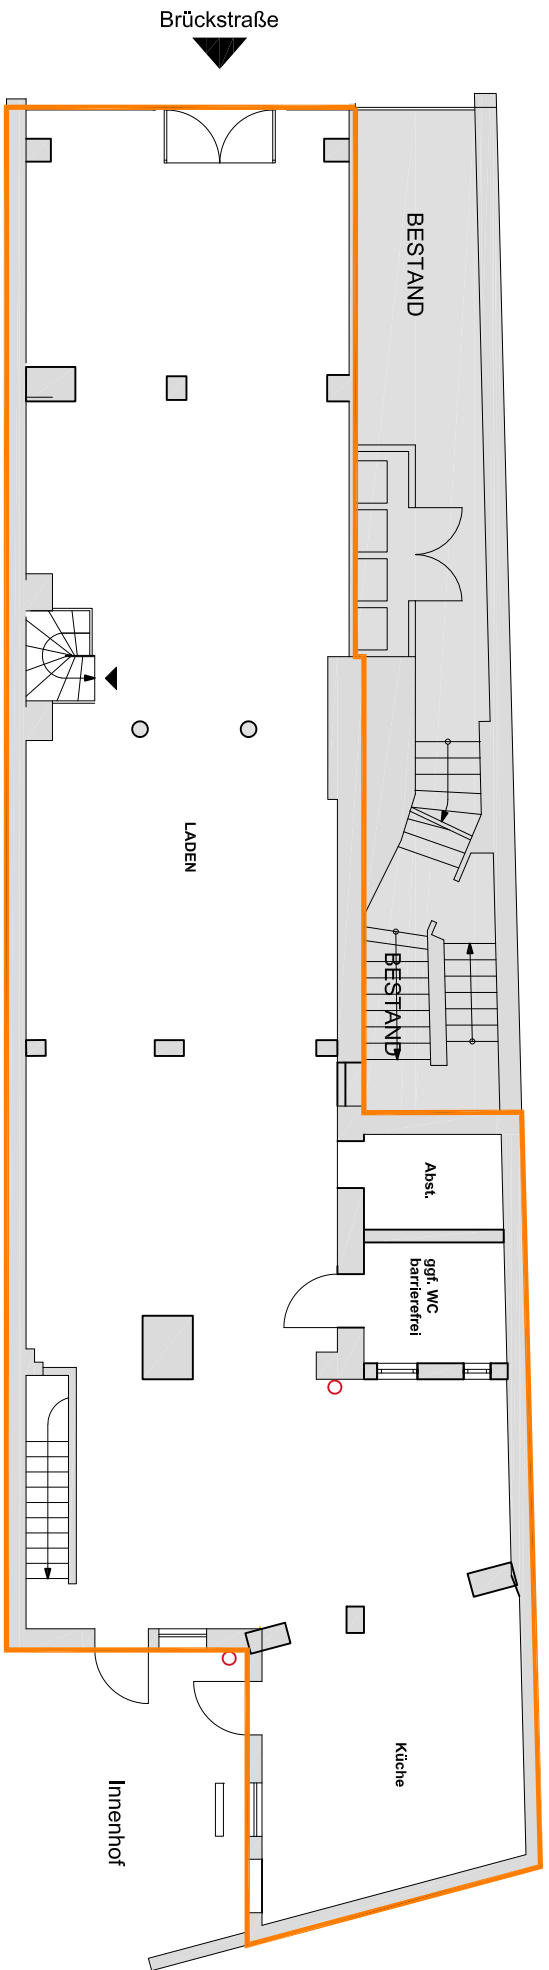 Brückstraße
BESTAND
LADEN
BESTAND
Abst.
ggf. WC
barrierefrei
Küche
Innenhof